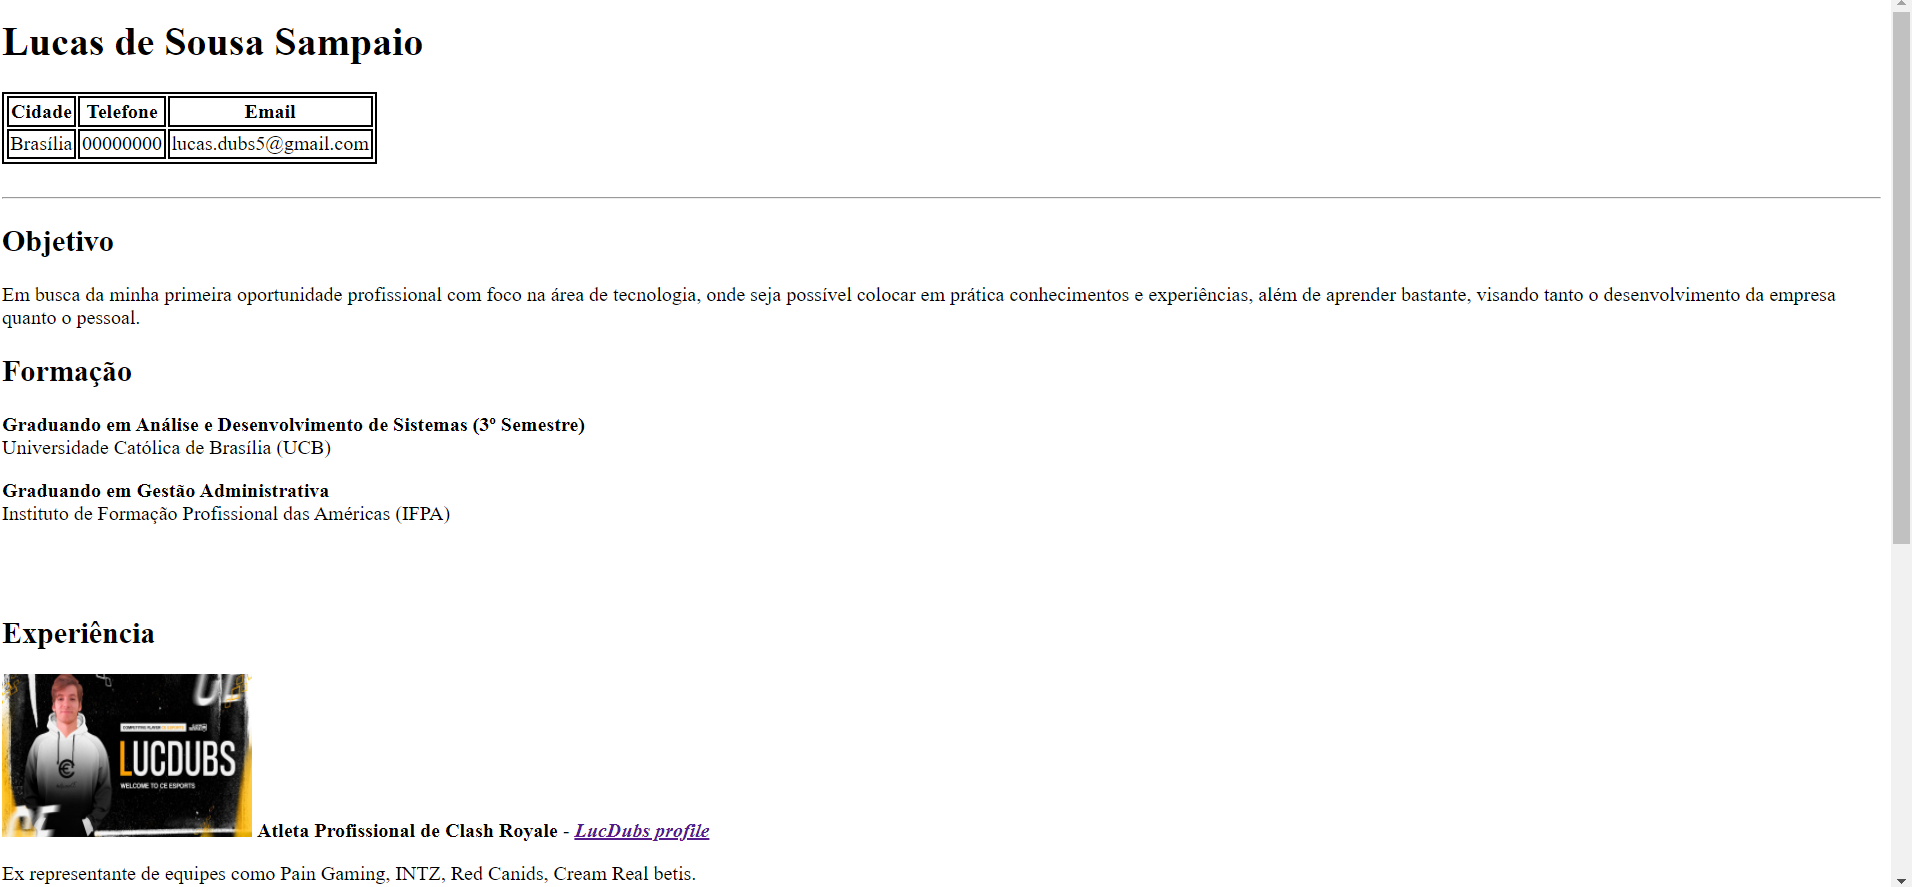 Lucas de Sousa Sampaio
Cidade Telefone Email
Brasília 00000000 lucas.dubs5@gmail.com
Objetivo
Em busca da minha primeira oportunidade profissional com foco na área de tecnologia, onde seja possível colocar em prática conhecimentos e experiências, além de aprender bastante, visando tanto o desenvolvimento da empresa
quanto o pessoal.
Formação
Graduando em Análise e Desenvolvimento de Sistemas (3º Semestre)
Universidade Católica de Brasília (UCB)
Graduando em Gestão Administrativa
Instituto de Formação Profissional das Américas (IFPA)
Experiência
CE
LUCDUBS
WELCOME TO CE ESPORTS
CE
Atleta Profissional de Clash Royale - LucDubs profile
Ex representante de equipes como Pain Gaming, INTZ, Red Canids, Cream Real betis.